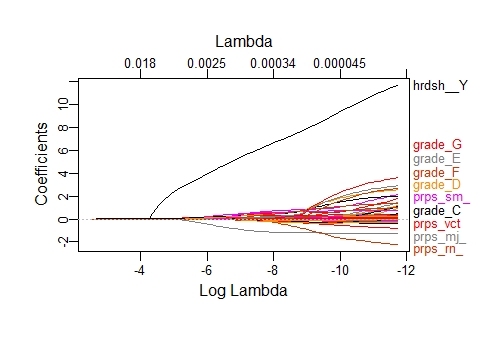 Lambda
0.018 0.0025 0.00034 0.000045
hrdsh__Y
10
8
6
4
2
0
-2
Coefficients
grade_G
grade_E
grade_F
grade_D
prps_sm_
grade_C
prps_vct
prps_mj_
prps_rn_
-4 -6 -8 -10 -12
Log Lambda